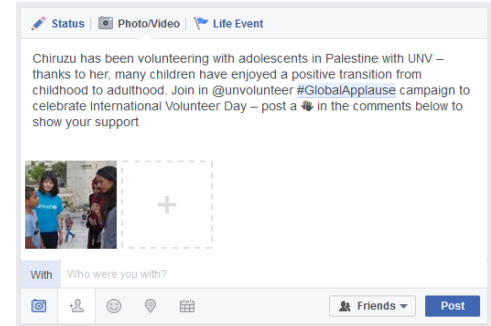 Status | Photo/Video | Life Event
Chiruzu has been volunteering with adolescents in Palestine with UNV –
thanks to her, many children have enjoyed a positive transition from
childhood to adulthood. Join in @unvolunteer #GlobalApplause campaign to
celebrate International Volunteer Day – post a 👏 in the comments below to
show your support
unicef
With Who were you with?
Friends Post